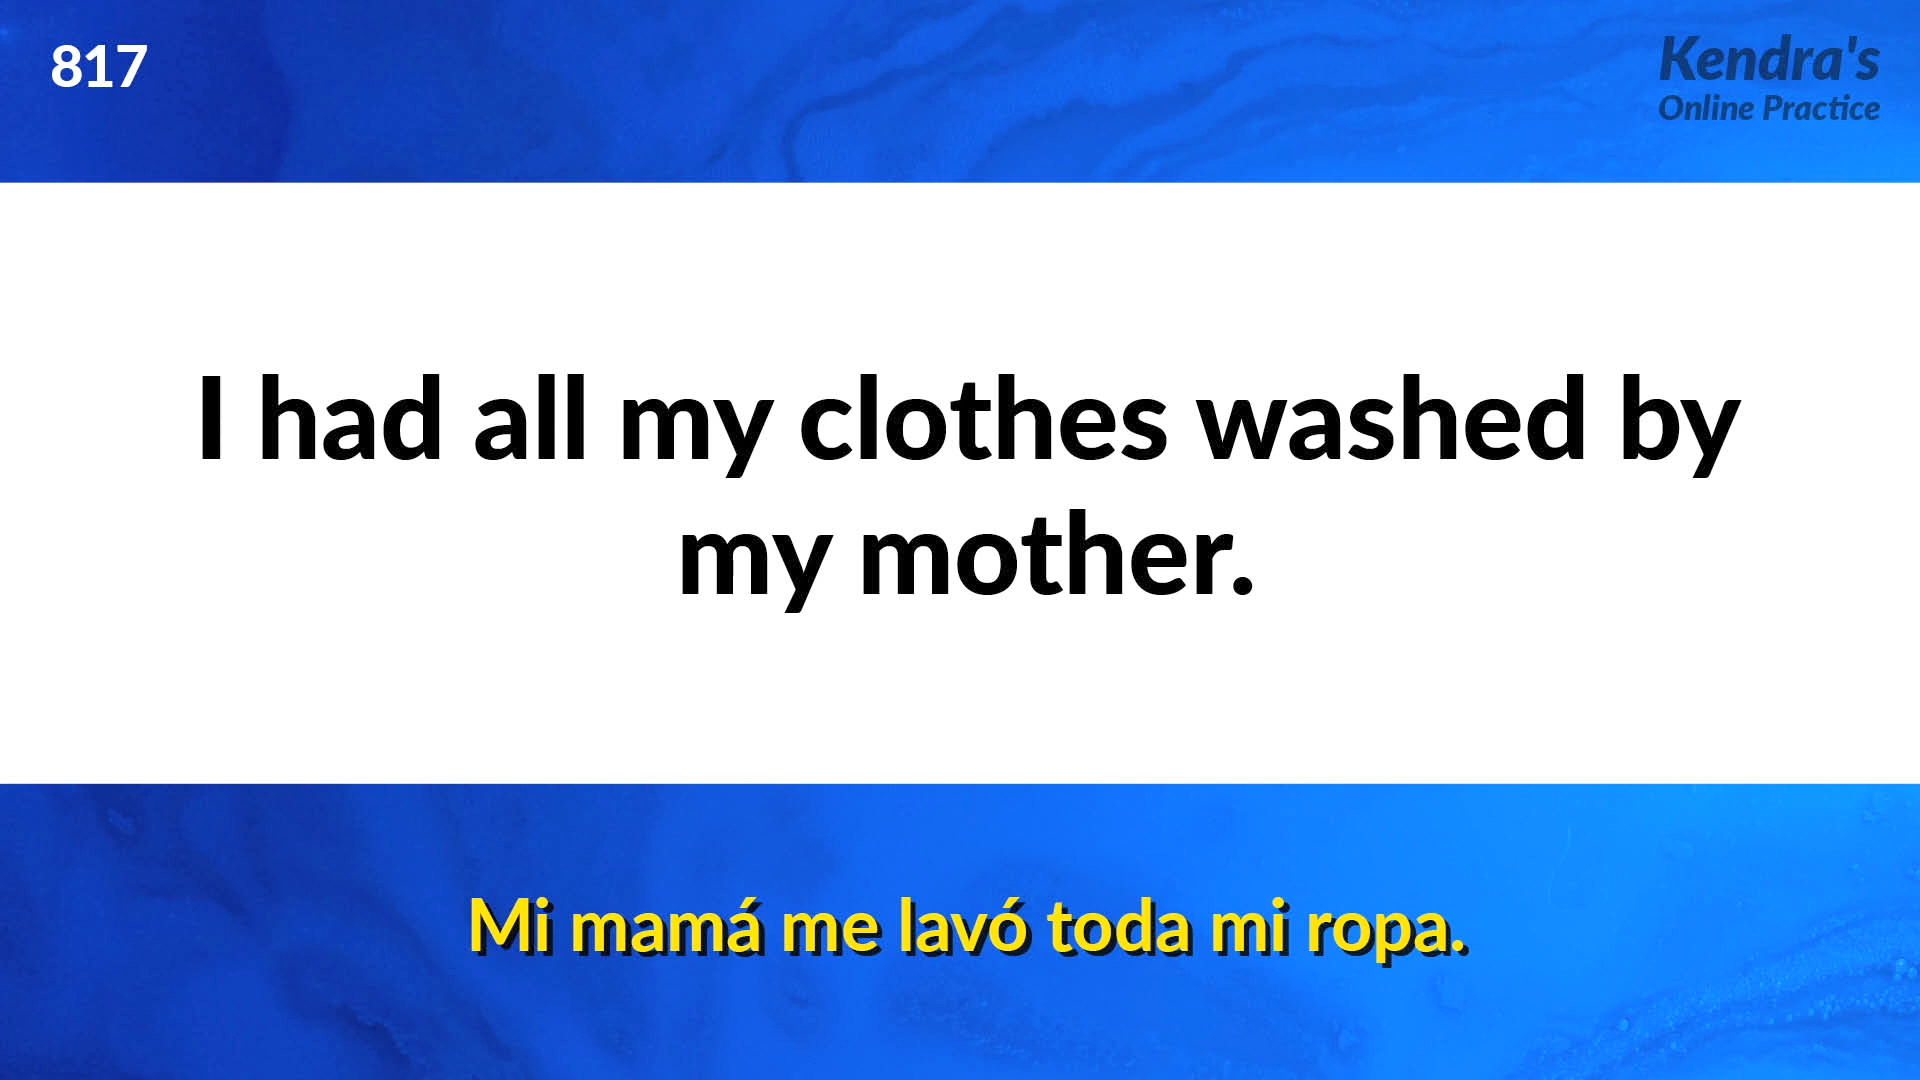 817
Kendra's
Online Practice
I had all my clothes washed by
my mother.
Mi mamá me lavó toda mi ropa.